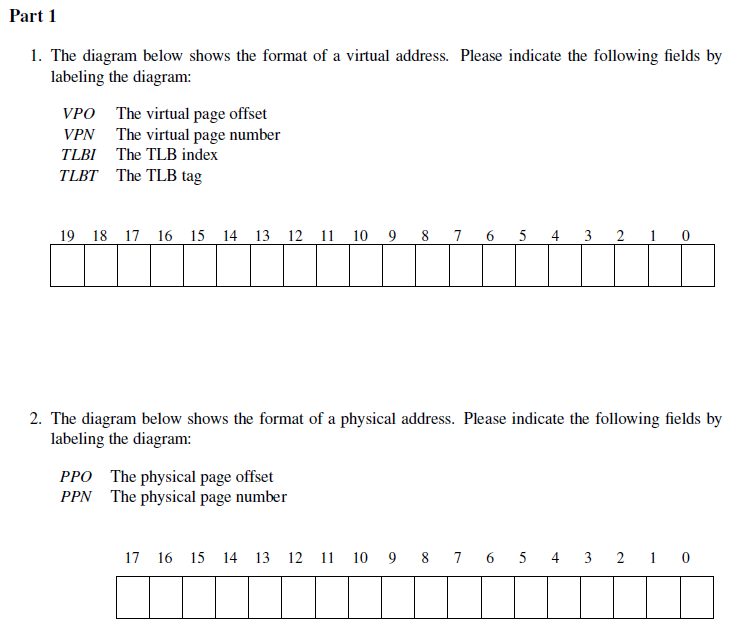 Part 1
1. The diagram below shows the format of a virtual address. Please indicate the following fields by
labeling the diagram:
VPO The virtual page offset
VPN The virtual page number
TLBI The TLB index
TLBT The TLB tag
19 18 17 16 15 14 13 12 11 10 9 8 7 6 5 4 3 2 1 0
2. The diagram below shows the format of a physical address. Please indicate the following fields by
labeling the diagram:
PPO The physical page offset
PPN The physical page number
17 16 15 14 13 12 11 10 9 8 7 6 5 4 3 2 1 0